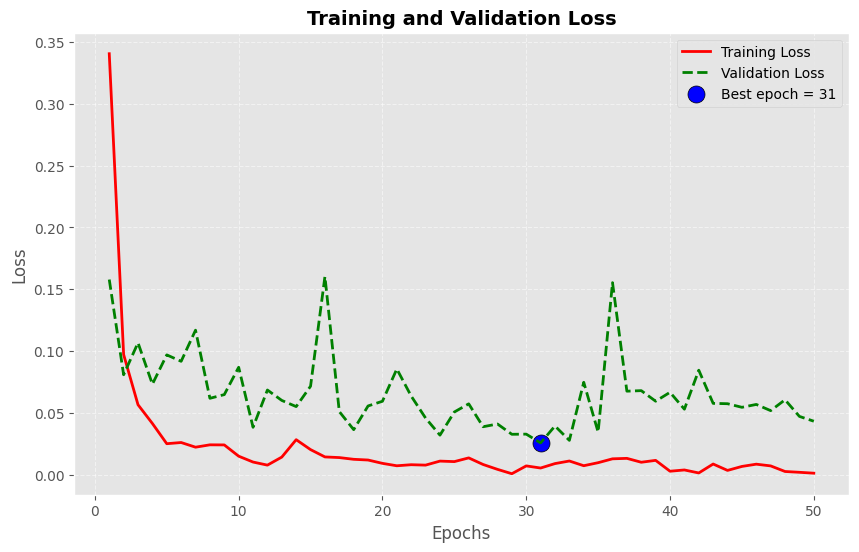 Training and Validation Loss
Training Loss
Validation Loss
Best epoch = 31
Loss
0.35
0.30
0.25
0.20
0.15
0.10
0.05
0.00
0 10 20 30 40 50
Epochs